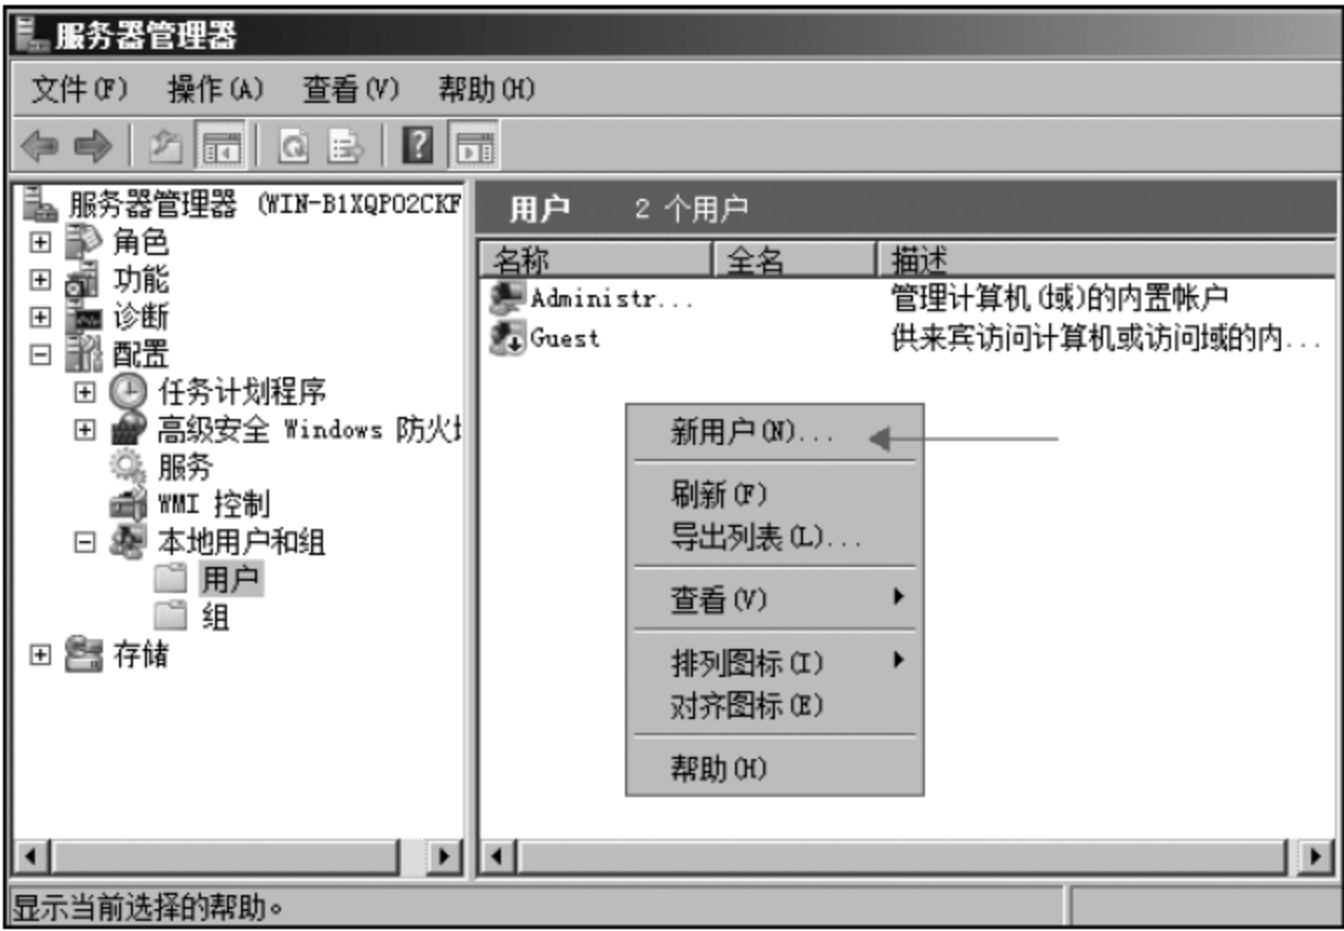 服务器管理器
文件(F) 操作(A) 查看(V) 帮助(H)
服务器管理器 (WIN-B1XQPO2CKF
角色
功能
诊断
配置
任务计划程序
高级安全 Windows 防火
服务
WMI 控制
本地用户和组
用户
组
存储
用户 2 个用户
名称 全名 描述
Administr... 管理计算机(域)的内置帐户
Guest 供来宾访问计算机或访问域的内...
新用户(N)...
刷新(F)
导出列表(L)...
查看(V)
排列图标(I)
对齐图标(E)
帮助(H)
显示当前选择的帮助。